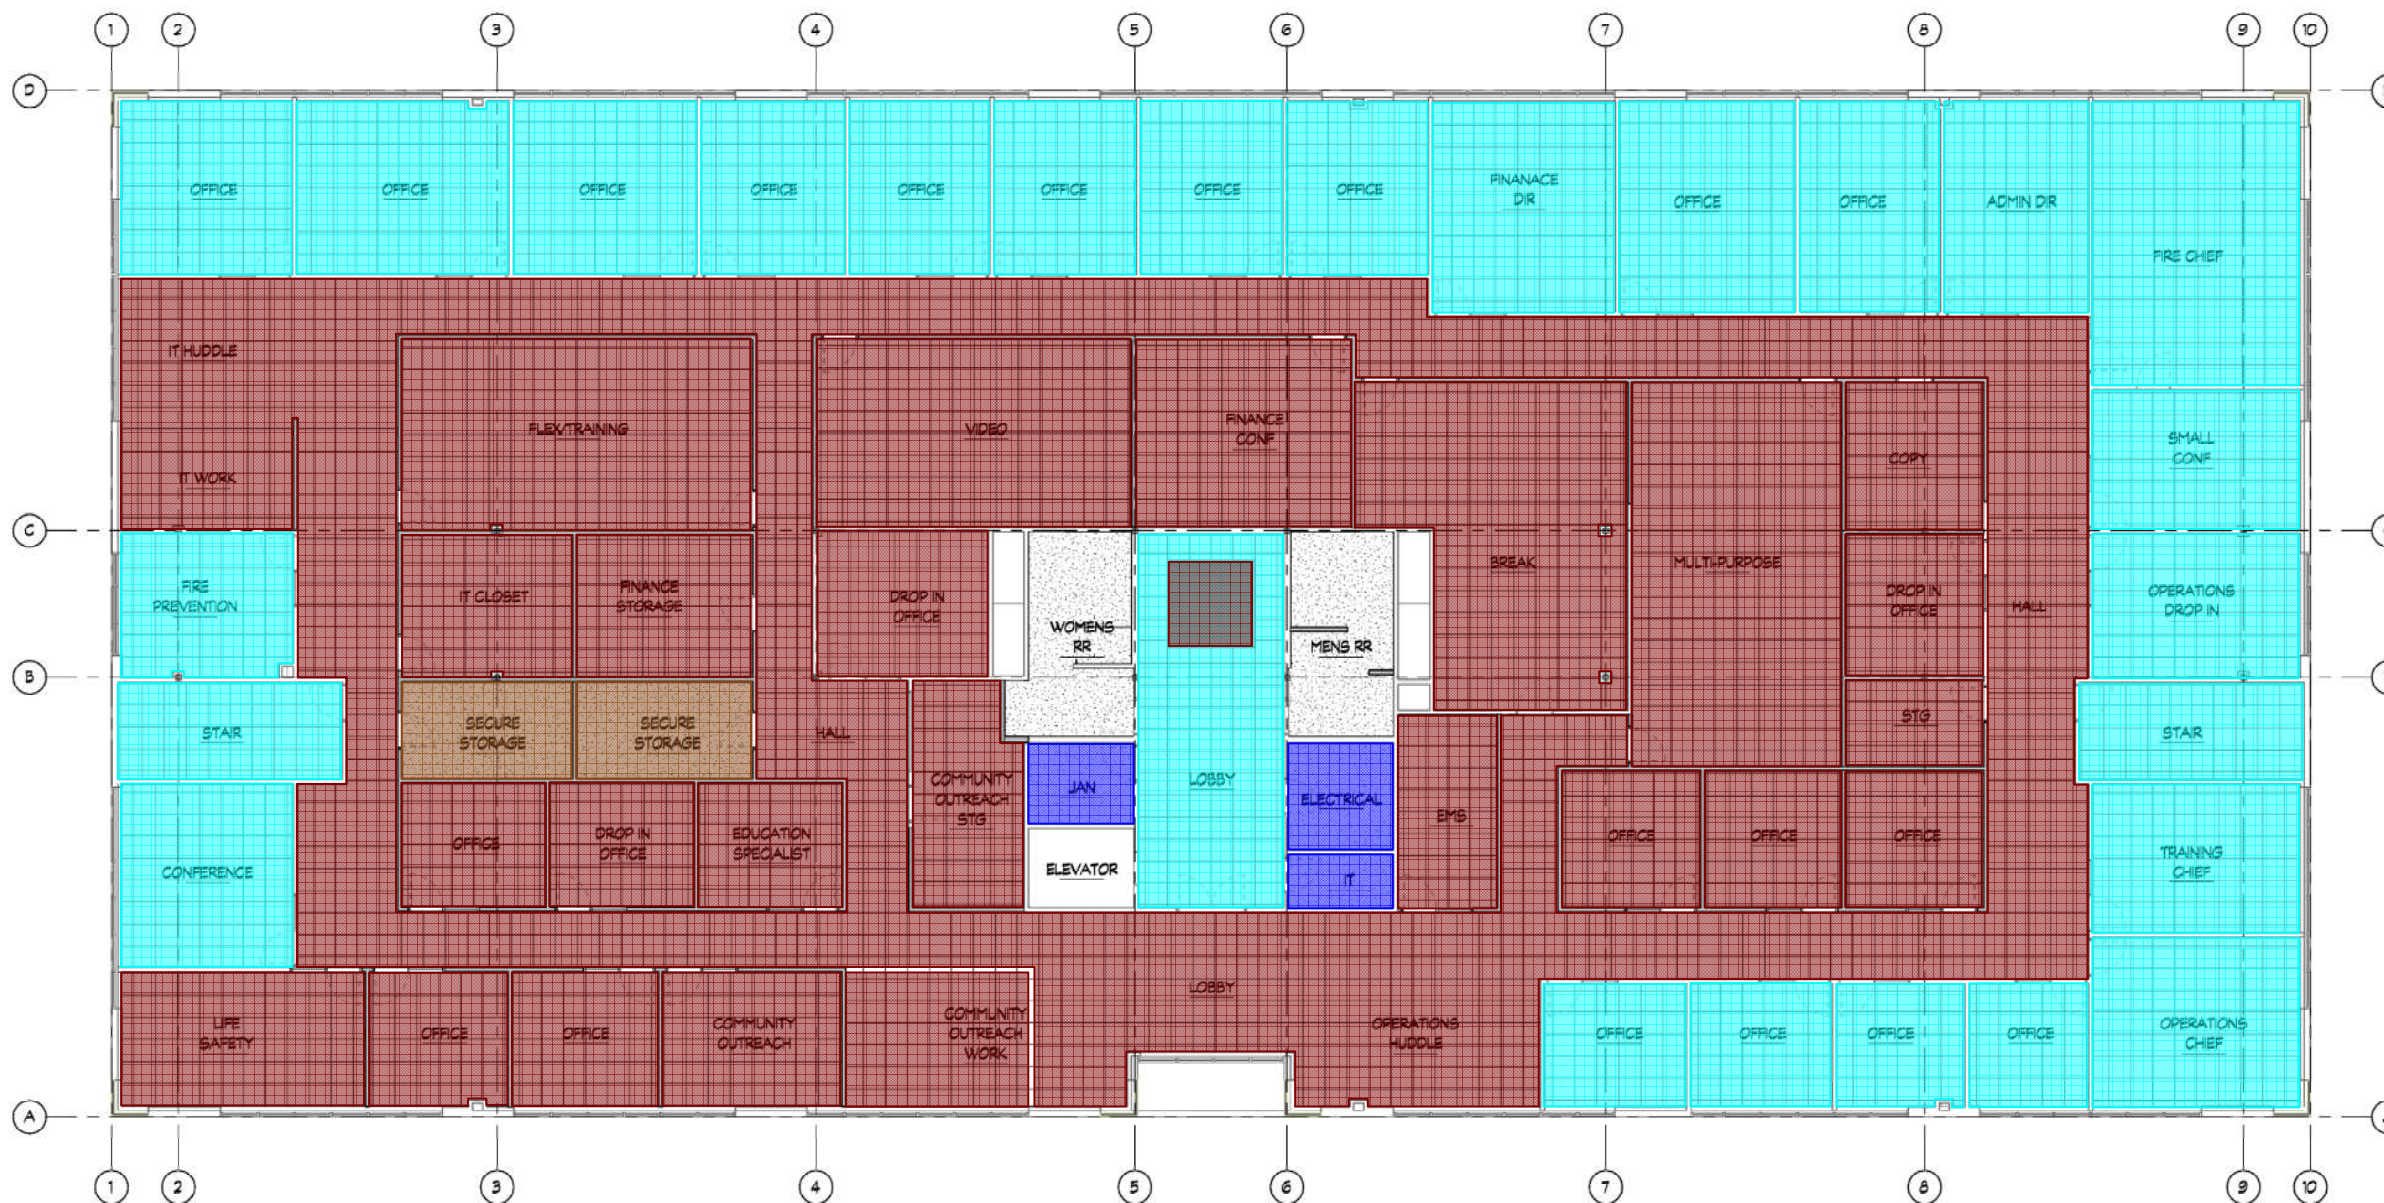 1 2 3 4 5 6 7 8 9 10
D
OFFICE OFFICE OFFICE OFFICE OFFICE OFFICE OFFICE OFFICE
FINANACE
DIR
OFFICE OFFICE ADMIN DIR
FIRE CHIEF
IT HUDDLE
FLEX/TRAINING
VIDEO
FINANCE
CONF
IT WORK
COPY
SMALL
CONF
C
FIRE
PREVENTION
IT CLOSET
FINANCE
STORAGE
DROP IN
OFFICE
WOMENS
RR
MENS RR
BREAK
MULTI-PURPOSE
DROP IN
OFFICE
HALL
OPERATIONS
DROP IN
B
STAIR
SECURE
STORAGE
SECURE
STORAGE
HALL
COMMUNITY
OUTREACH
STG
JAN
LOBBY
ELECTRICAL
STG
STAIR
CONFERENCE
OFFICE
DROP IN
OFFICE
EDUCATION
SPECIALIST
ELEVATOR
IT
EMS
OFFICE OFFICE OFFICE
TRAINING
CHIEF
LIFE
SAFETY
OFFICE OFFICE
COMMUNITY
OUTREACH
COMMUNITY
OUTREACH
WORK
LOBBY
OPERATIONS
HUDDLE
OFFICE OFFICE OFFICE OFFICE
OPERATIONS
CHIEF
A
1 2 3 4 5 6 7 8 9 10